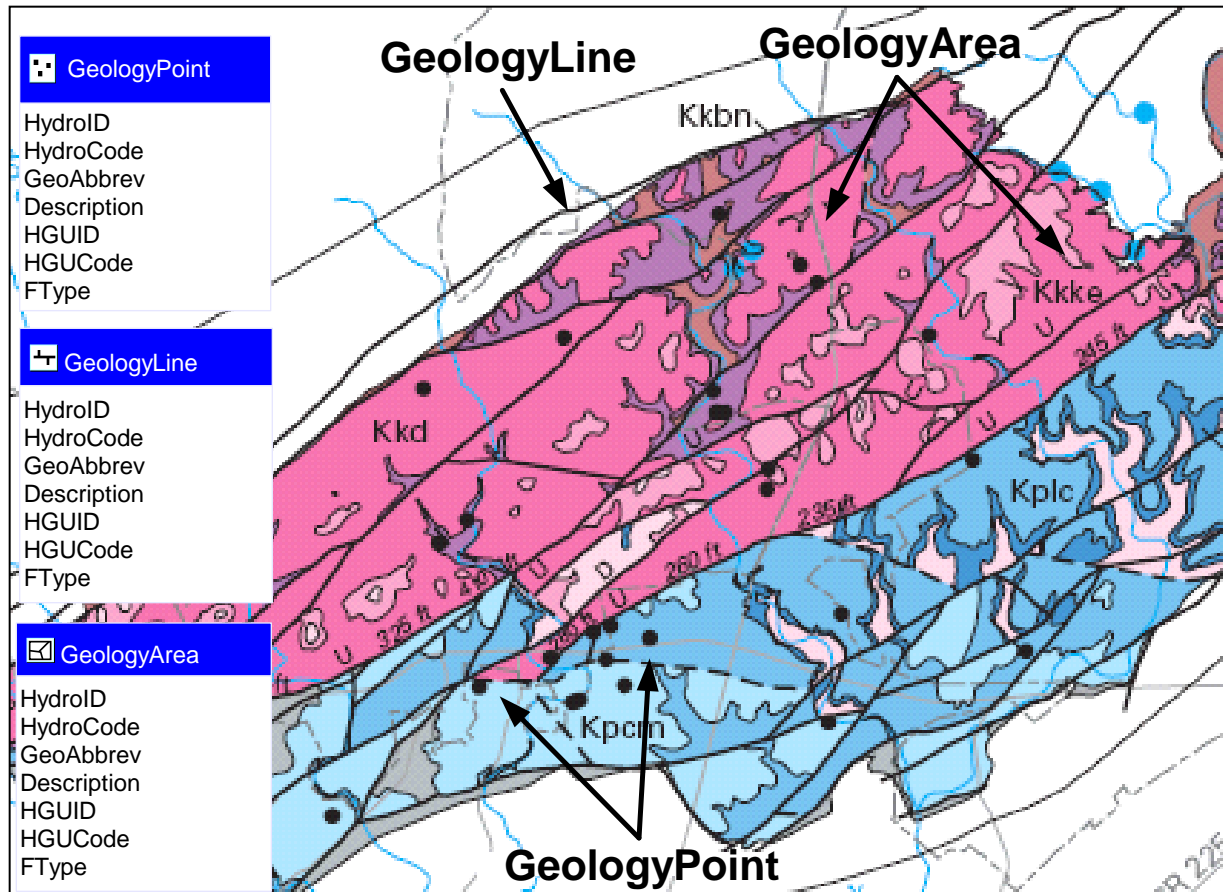 GeologyPoint
HydroID
HydroCode
GeoAbbrev
Description
HGUID
HGUCode
FType
GeologyLine
HydroID
HydroCode
GeoAbbrev
Description
HGUID
HGUCode
FType
GeologyArea
HydroID
HydroCode
GeoAbbrev
Description
HGUID
HGUCode
FType
GeologyLine
GeologyArea
Kkbn
Kkke
U
345 ft
U
U
Kkd
U
Kplc
235 ft
260 ft
U
D
U
D
325 ft
U
ft
Kpcm
GeologyPoint